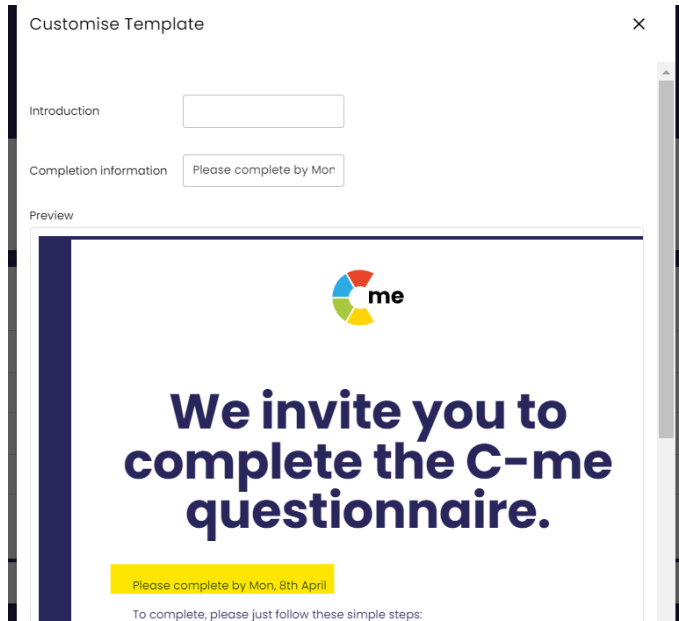 Customise Template
Introduction
Completion information
Please complete by Mon
Preview
me
We invite you to
complete the C-me
questionnaire.
Please complete by Mon, 8th April
To complete, please just follow these simple steps: